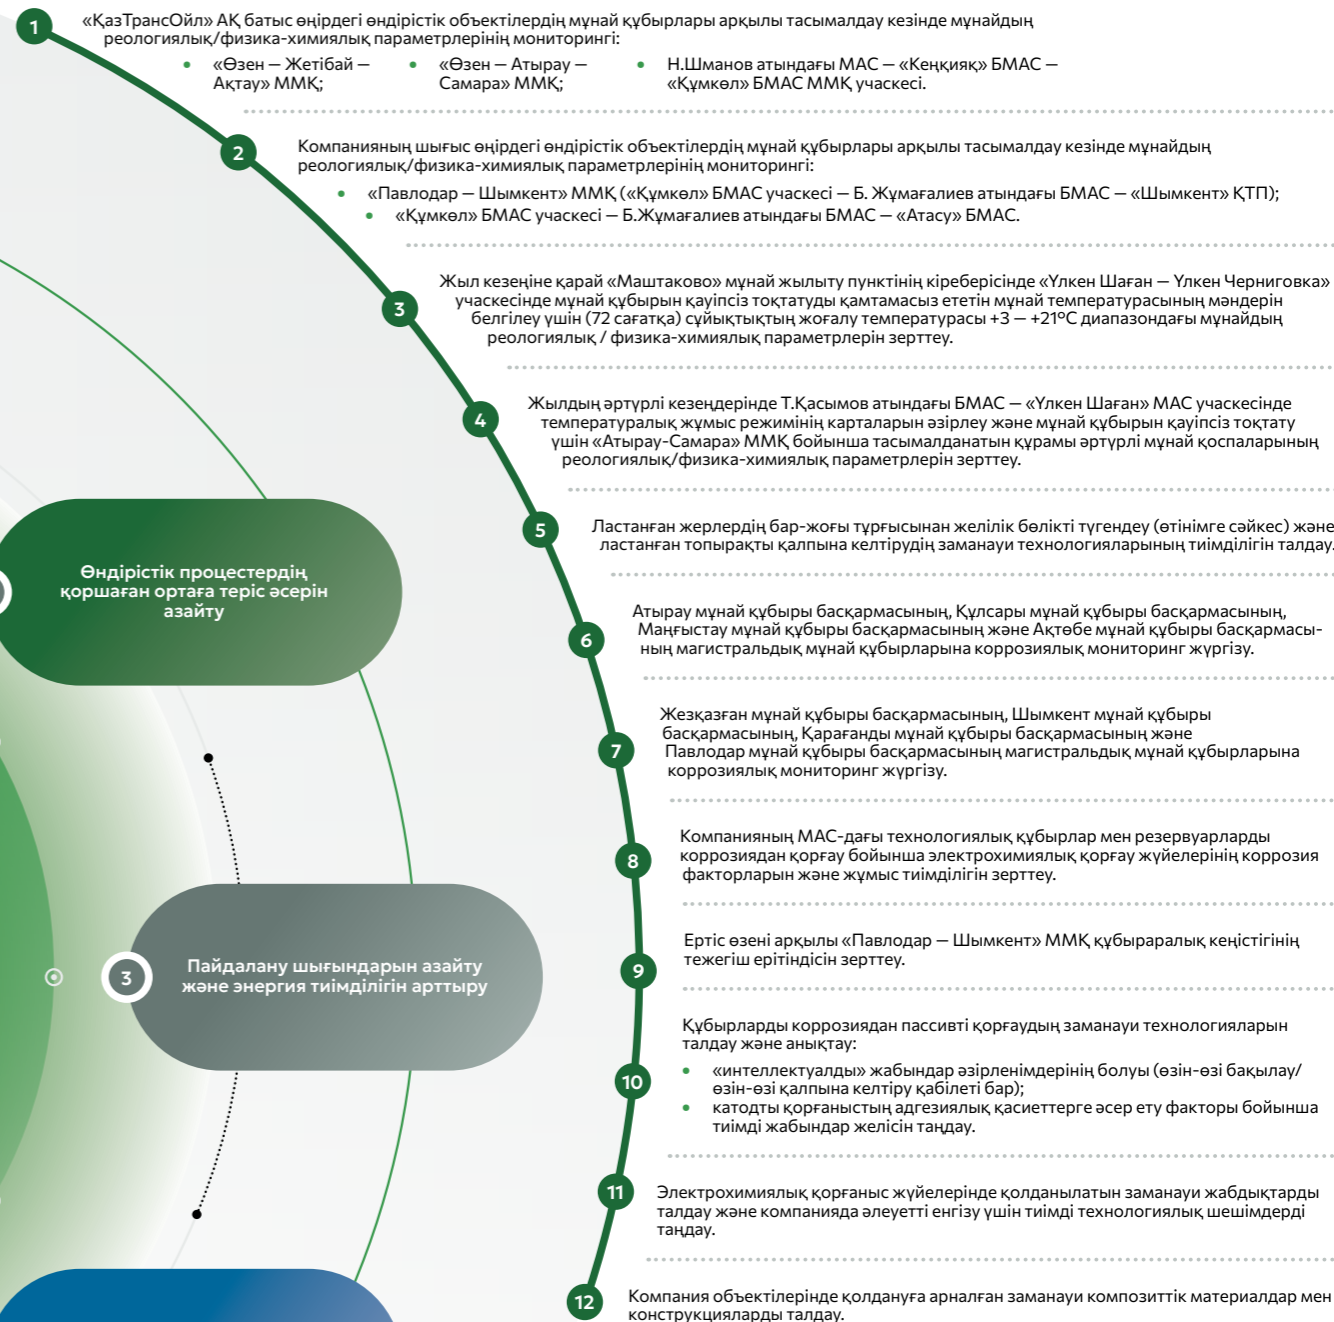 1
«ҚазТрансОйл» АҚ батыс өңірдегі өндірістік объектілердің мұнай құбырлары арқылы тасымалдау кезінде мұнайдың
реологиялық/физика-химиялық параметрлерінің мониторингі:
• «Өзен — Жетібай —
Ақтау» ММҚ;
• «Өзен — Атырау —
Самара» ММҚ;
• Н.Шманов атындағы МАС — «Кеңқияқ» БМАС —
«Құмкөл» БМАС ММҚ учаскесі.
2
Компанияның шығыс өңірдегі өндірістік объектілердің мұнай құбырлары арқылы тасымалдау кезінде мұнайдың
реологиялық/физика-химиялық параметрлерінің мониторингі:
• «Павлодар — Шымкент» ММҚ («Құмкөл» БМАС учаскесі — Б. Жұмағалиев атындағы БМАС — «Шымкент» ҚТП);
• «Құмкөл» БМАС учаскесі — Б.Жұмағалиев атындағы БМАС — «Атасу» БМАС.
3
Жыл кезеңіне қарай «Маштаково» мұнай жылыту пунктінің кіреберісінде «Үлкен Шаған — Үлкен Черниговка»
учаскесінде мұнай құбырын қауіпсіз тоқтатуды қамтамасыз ететін мұнай температурасының мәндерін
белгілеу үшін (72 сағатқа) сұйықтықтың жоғалу температурасы +3 — +21°C диапазондағы мұнайдың
реологиялық / физика-химиялық параметрлерін зерттеу.
4
Жылдың әртүрлі кезеңдерінде Т.Қасымов атындағы БМАС — «Үлкен Шаған» МАС учаскесінде
температуралық жұмыс режимінің карталарын әзірлеу және мұнай құбырын қауіпсіз тоқтату
үшін «Атырау-Самара» ММҚ бойынша тасымалданатын құрамы әртүрлі мұнай қоспаларының
реологиялық/физика-химиялық параметрлерін зерттеу.
5
Ластанған жерлердің бар-жоғы тұрғысынан желілік бөлікті түгендеу (өтінімге сәйкес) және
ластанған топырақты қалпына келтірудің заманауи технологияларының тиімділігін талдау.
Өндірістік процестердің
қоршаған ортаға теріс әсерін
азайту
6
Атырау мұнай құбыры басқармасының, Құлсары мұнай құбыры басқармасының,
Маңғыстау мұнай құбыры басқармасының және Ақтөбе мұнай құбыры басқармасы-
ның магистральдық мұнай құбырларына коррозиялық мониторинг жүргізу.
7
Жезқазған мұнай құбыры басқармасының, Шымкент мұнай құбыры
басқармасының, Қарағанды мұнай құбыры басқармасының және
Павлодар мұнай құбыры басқармасының магистральдық мұнай құбырларына
коррозиялық мониторинг жүргізу.
8
Компанияның МАС-дағы технологиялық құбырлар мен резервуарларды
коррозиядан қорғау бойынша электрохимиялық қорғау жүйелерінің коррозия
факторларын және жұмыс тиімділігін зерттеу.
3
Пайдалану шығындарын азайту
және энергия тиімділігін арттыру
9
Ертіс өзені арқылы «Павлодар — Шымкент» ММҚ құбыраралық кеңістігінің
тежегіш ерітіндісін зерттеу.
10
Құбырларды коррозиядан пассивті қорғаудың заманауи технологияларын
талдау және анықтау:
• «интеллектуалды» жабындар әзірленімдерінің болуы (өзін-өзі бақылау/
өзін-өзі қалпына келтіру қабілеті бар);
• катодты қорғаныстың адгезиялық қасиеттерге әсер ету факторы бойынша
тиімді жабындар желісін таңдау.
11
Электрохимиялық қорғаныс жүйелерінде қолданылатын заманауи жабдықтарды
талдау және компанияда әлеуетті енгізу үшін тиімді технологиялық шешімдерді
таңдау.
12
Компания объектілерінде қолдануға арналған заманауи композиттік материалдар мен
конструкцияларды талдау.